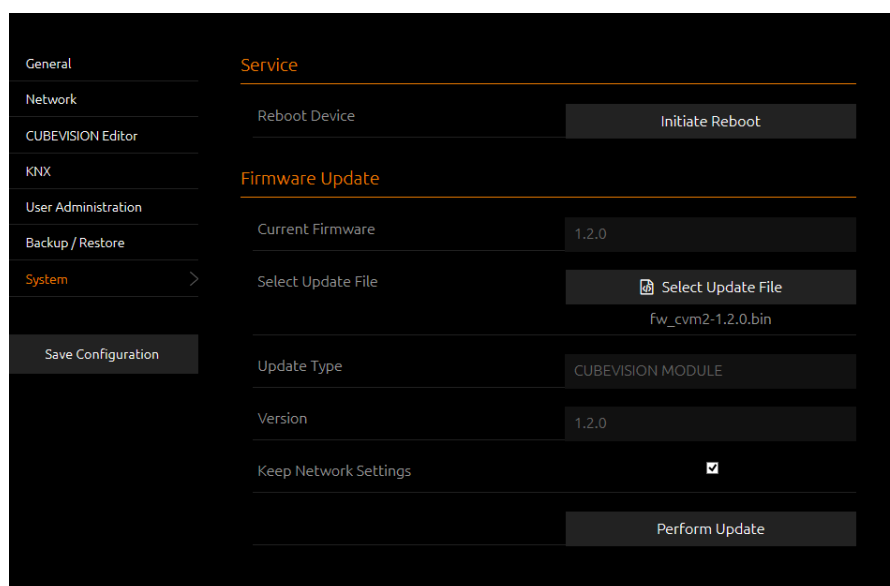 General
Network
CUBEVISION Editor
KNX
User Administration
Backup / Restore
System
Save Configuration
Service
Reboot Device
Initiate Reboot
Firmware Update
Current Firmware
1.2.0
Select Update File
Select Update File
fw_cvm2-1.2.0.bin
Update Type
CUBEVISION MODULE
Version
1.2.0
Keep Network Settings
Perform Update